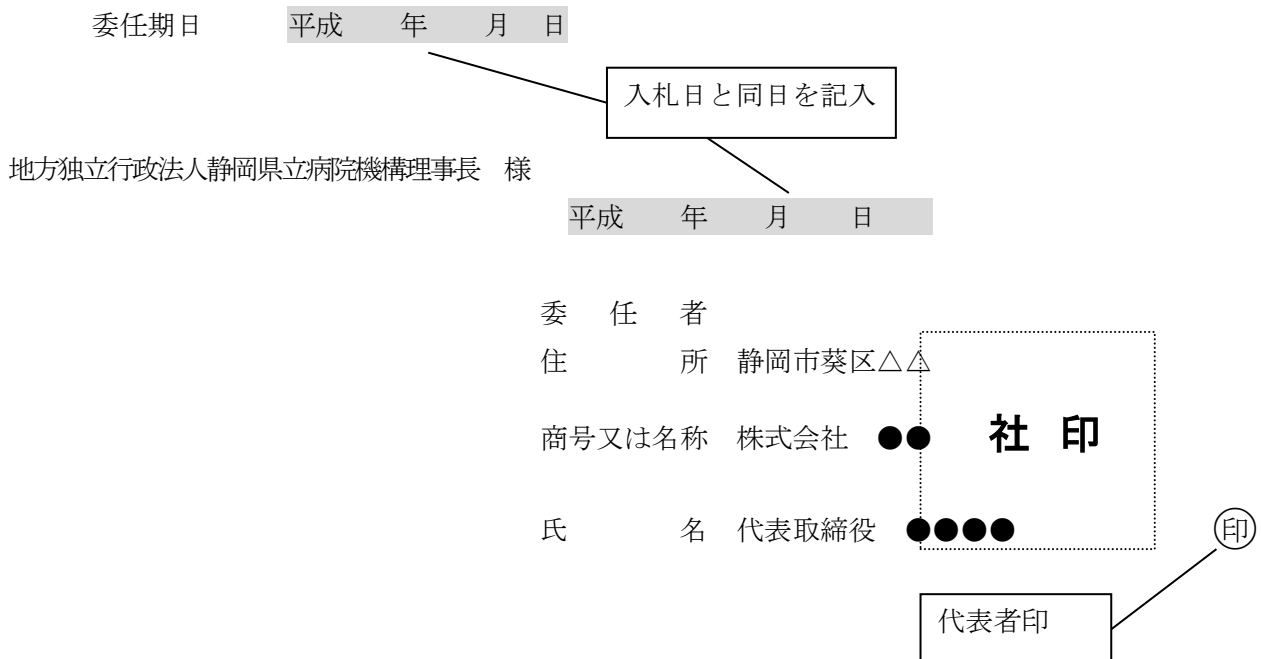 委任期日　平成　年　月　日
入札日と同日を記入
地方独立行政法人静岡県立病院機構理事長　様
平成　年　月　日
委　任　者
住　所　静岡市葵区△△
商号又は名称　株式会社　●●
社　印
氏　名　代表取締役　●●●●　㊞
代表者印